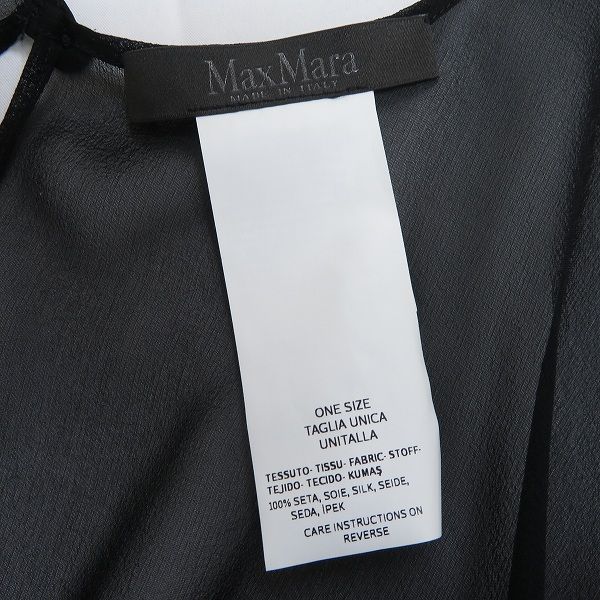 MaxMara
MADE IN ITALY
ONE SIZE
TAGLIA UNICA
UNITALLA
TESSUTO- TISSU- FABRIC- STOFF-
TEJIDO- TECIDO- KUMAŞ
100% SETA, SOIE, SILK, SEIDE,
SEDA, İPEK
CARE INSTRUCTIONS ON
REVERSE